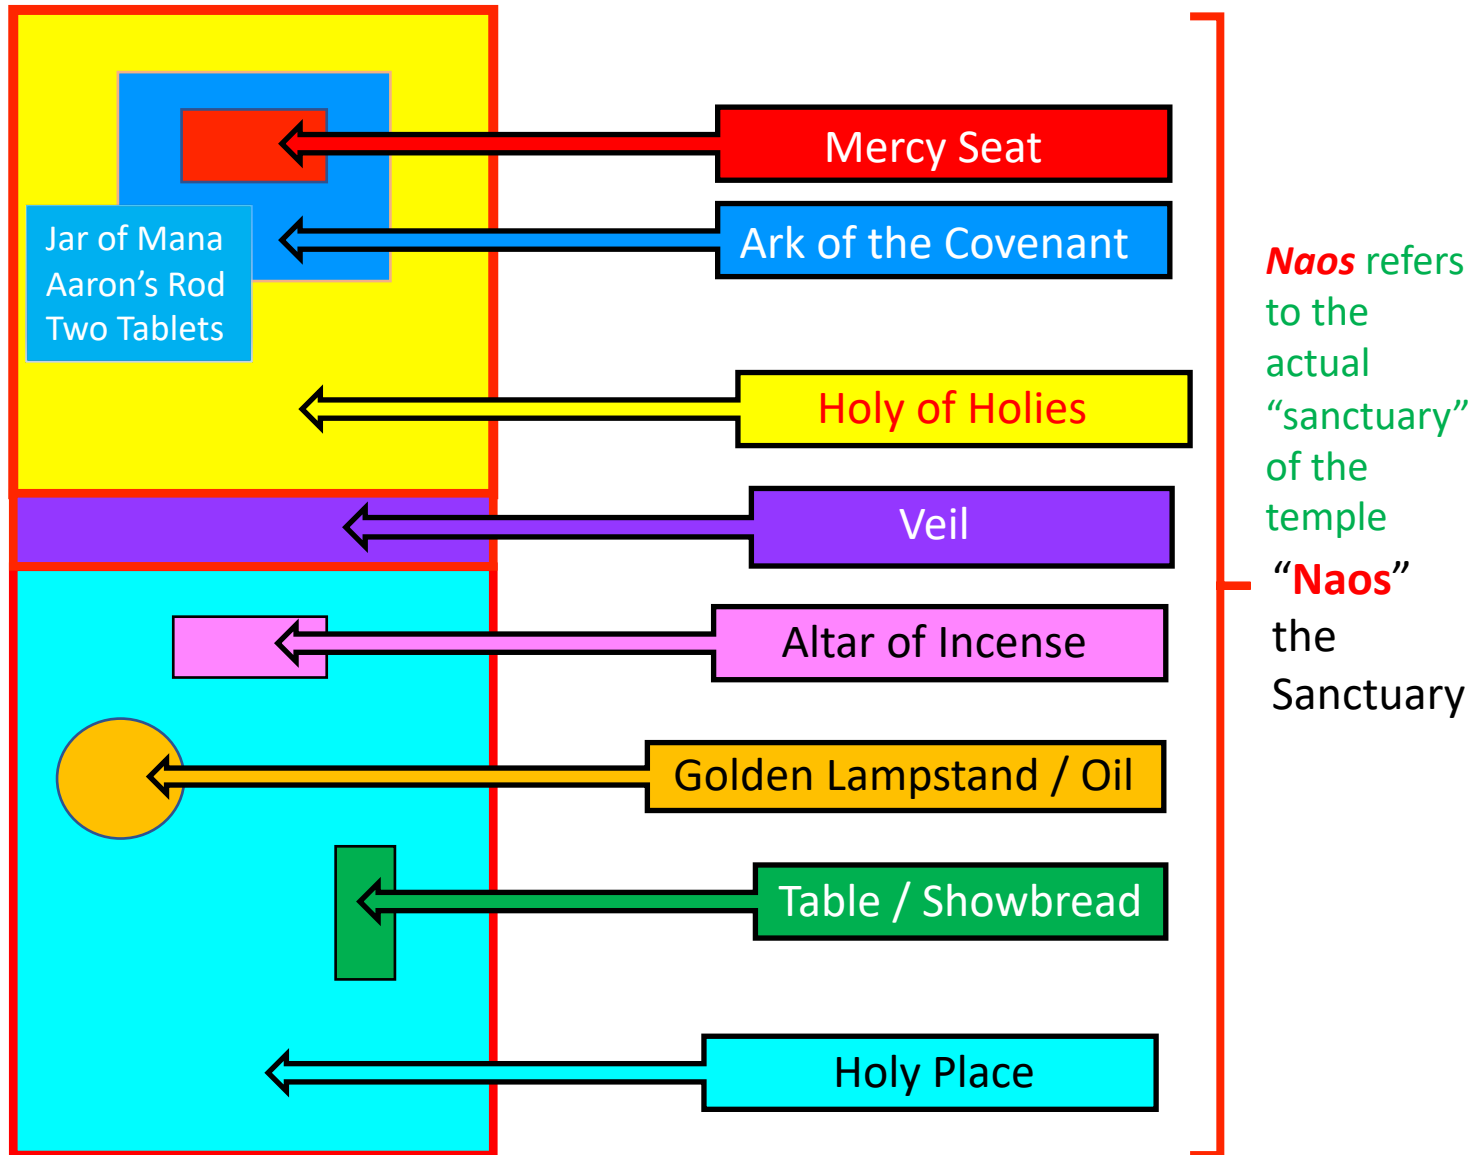 Mercy Seat
Ark of the Covenant
Jar of Mana
Aaron’s Rod
Two Tablets
Holy of Holies
Veil
Altar of Incense
Golden Lampstand / Oil
Table / Showbread
Holy Place
Naos refers
to the
actual
“sanctuary”
of the
temple
“Naos”
the
Sanctuary